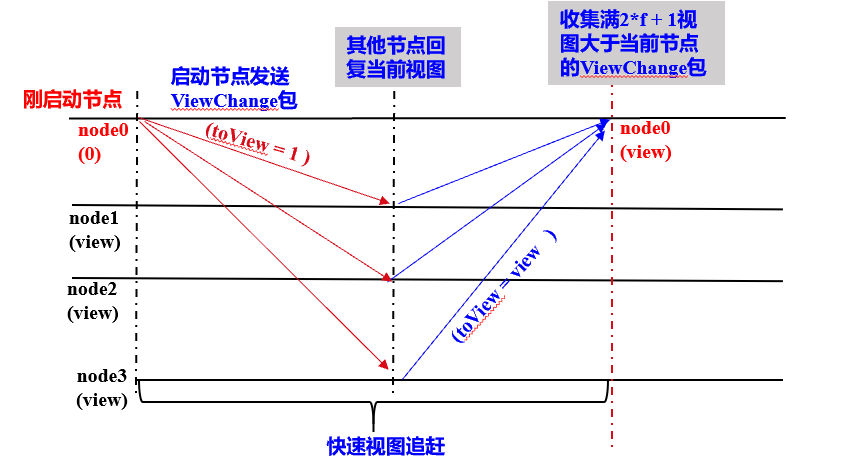 收集满2*f + 1视
图大于当前节点
的ViewChange包
其他节点回
复当前视图
启动节点发送
ViewChange包
刚启动节点
node0
(0)
(toView = 1 )
node0
(view)
node1
(view)
node2
(view)
(toView = view )
node3
(view)
快速视图追赶